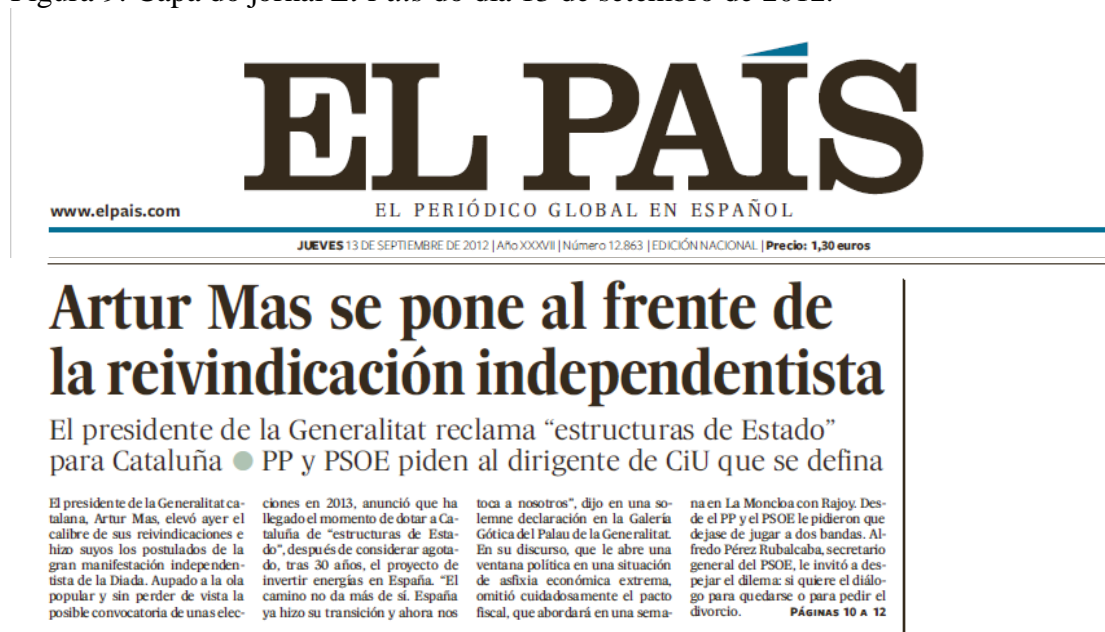 Figura 9: Capa do jornal El País do dia 13 de setembro de 2012.
EL PAÍS
www.elpais.com
EL PERIÓDICO GLOBAL EN ESPAÑOL
JUEVES 13 DE SEPTIEMBRE DE 2012 | Año XXXVII | Número 12.863 | EDICIÓN NACIONAL | Precio: 1,30 euros
Artur Mas se pone al frente de
la reivindicación independentista
El presidente de la Generalitat reclama “estructuras de Estado”
para Cataluña ● PP y PSOE piden al dirigente de CiU que se defina
El presidente de la Generalitat ca-
talana, Artur Mas, elevó ayer el
calibre de sus reivindicaciones e
hizo suyos los postulados de la
gran manifestación independen-
tista de la Diada. Aupado a la ola
popular y sin perder de vista la
posible convocatoria de unas elec-
ciones en 2013, anunció que ha
llegado el momento de dotar a Ca-
taluña de “estructuras de Esta-
do”, después de considerar agota-
do, tras 30 años, el proyecto de
invertir energías en España. “El
camino no da más de sí. España
ya hizo su transición y ahora nos
toca a nosotros”, dijo en una so-
lemne declaración en la Galería
Gótica del Palau de la Generalitat.
En su discurso, que le abre una
ventana política en una situación
de asfixia económica extrema,
omitió cuidadosamente el pacto
fiscal, que abordará en una sema-
na en La Moncloa con Rajoy. Des-
de el PP y el PSOE le pidieron que
dejase de jugar a dos bandas. Al-
fredo Pérez Rubalcaba, secretario
general del PSOE, le invitó a des-
pejar el dilema: si quiere el diálo-
go para quedarse o para pedir el
divorcio. PÁGINAS 10 A 12